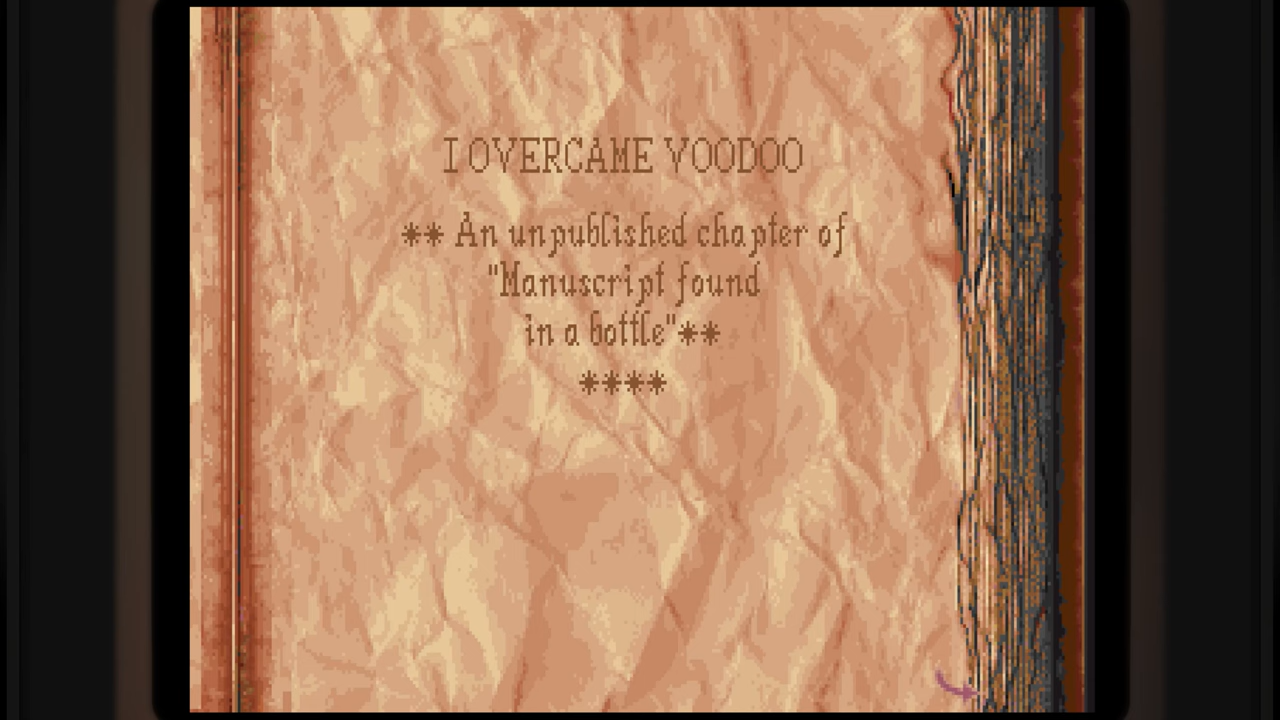 I OVERCAME VOODOO
** An unpublished chapter of
"Manuscript found
in a bottle"**
****